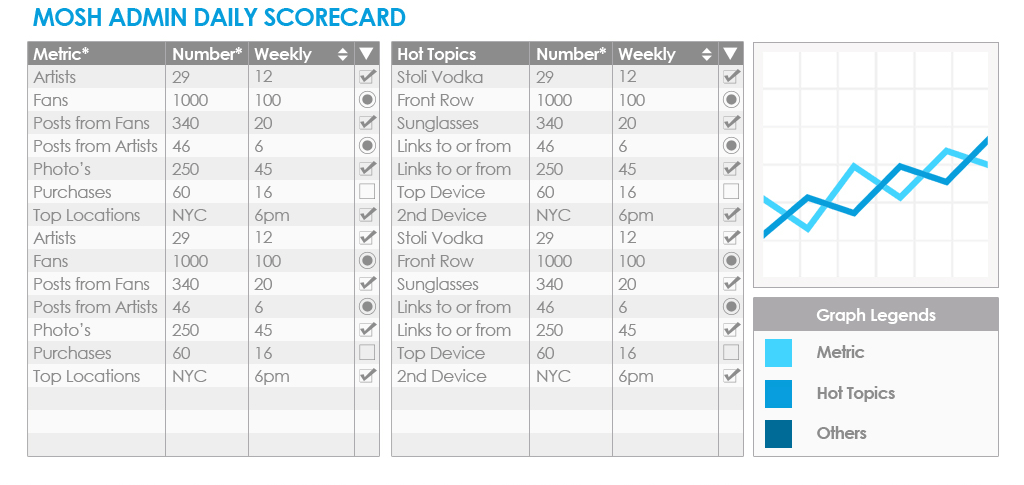 MOSH ADMIN DAILY SCORECARD
Metric* Number* Weekly
Artists 29 12
Fans 1000 100
Posts from Fans 340 20
Posts from Artists 46 6
Photo’s 250 45
Purchases 60 16
Top Locations NYC 6pm
Artists 29 12
Fans 1000 100
Posts from Fans 340 20
Posts from Artists 46 6
Photo’s 250 45
Purchases 60 16
Top Locations NYC 6pm
Hot Topics Number* Weekly
Stoli Vodka 29 12
Front Row 1000 100
Sunglasses 340 20
Links to or from 46 6
Links to or from 250 45
Top Device 60 16
2nd Device NYC 6pm
Stoli Vodka 29 12
Front Row 1000 100
Sunglasses 340 20
Links to or from 46 6
Links to or from 250 45
Top Device 60 16
2nd Device NYC 6pm
Graph Legends
Metric
Hot Topics
Others